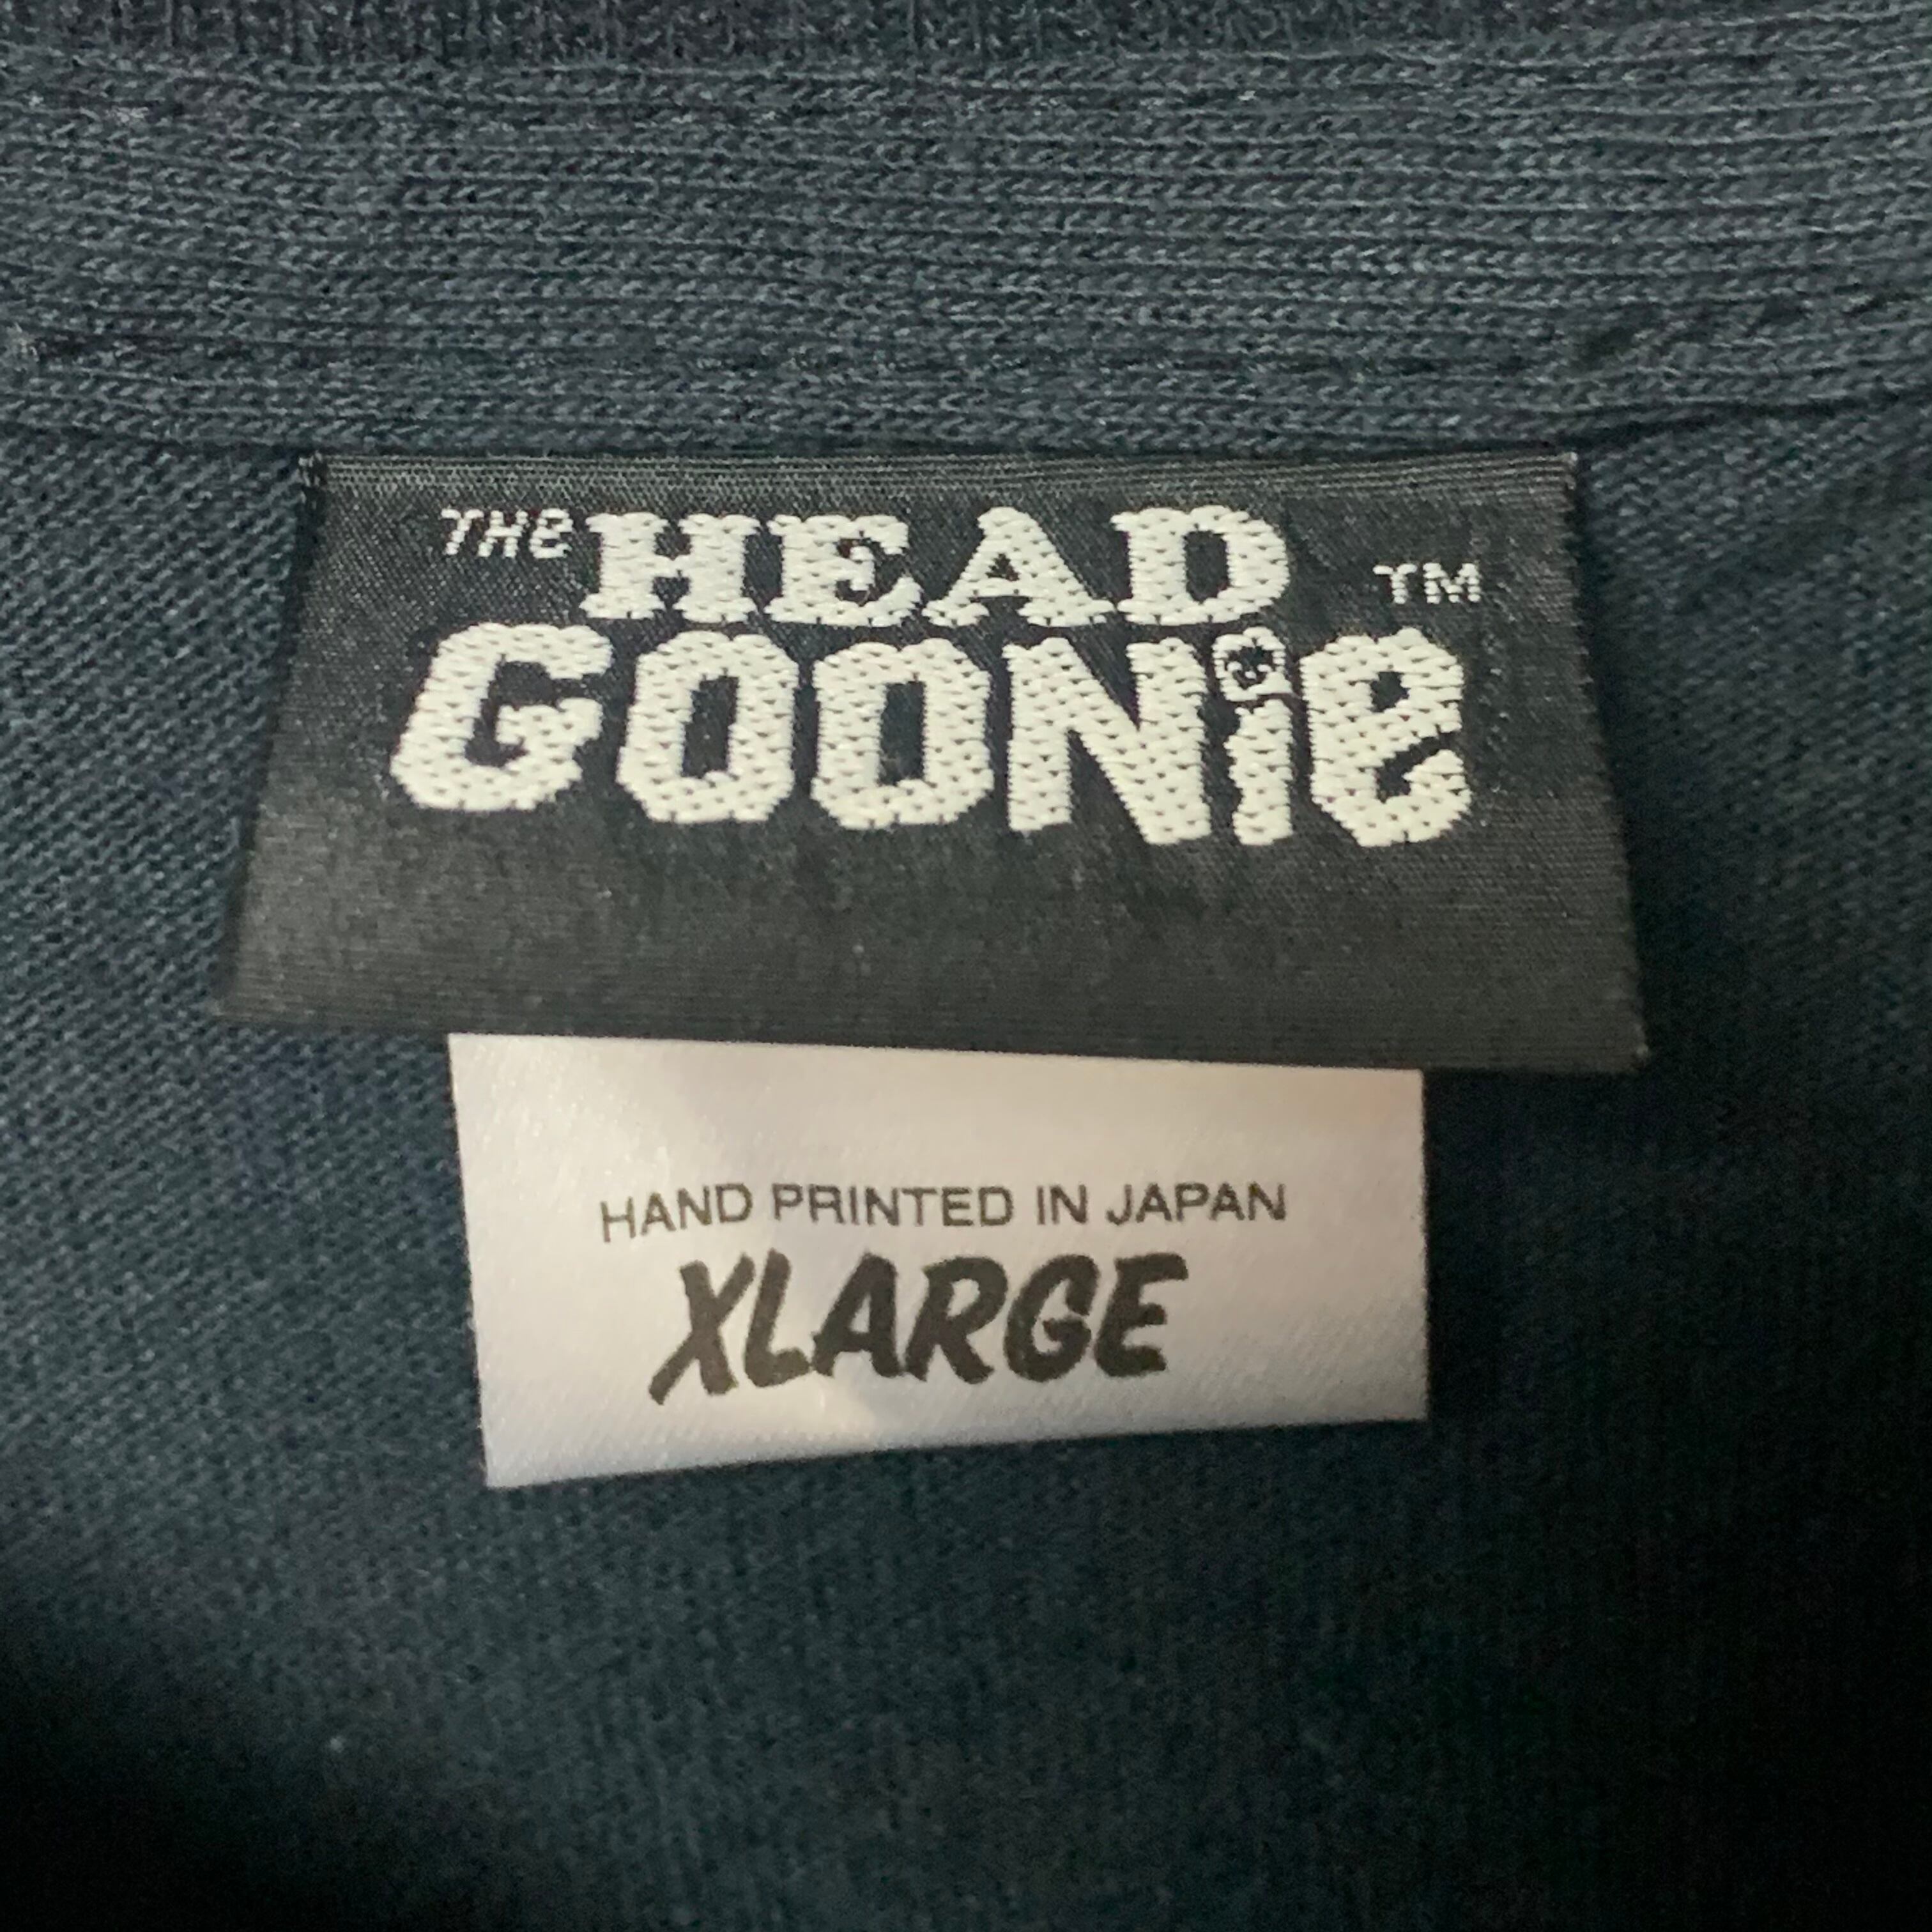 THE HEAD TM
GOONiE
HAND PRINTED IN JAPAN
XLARGE